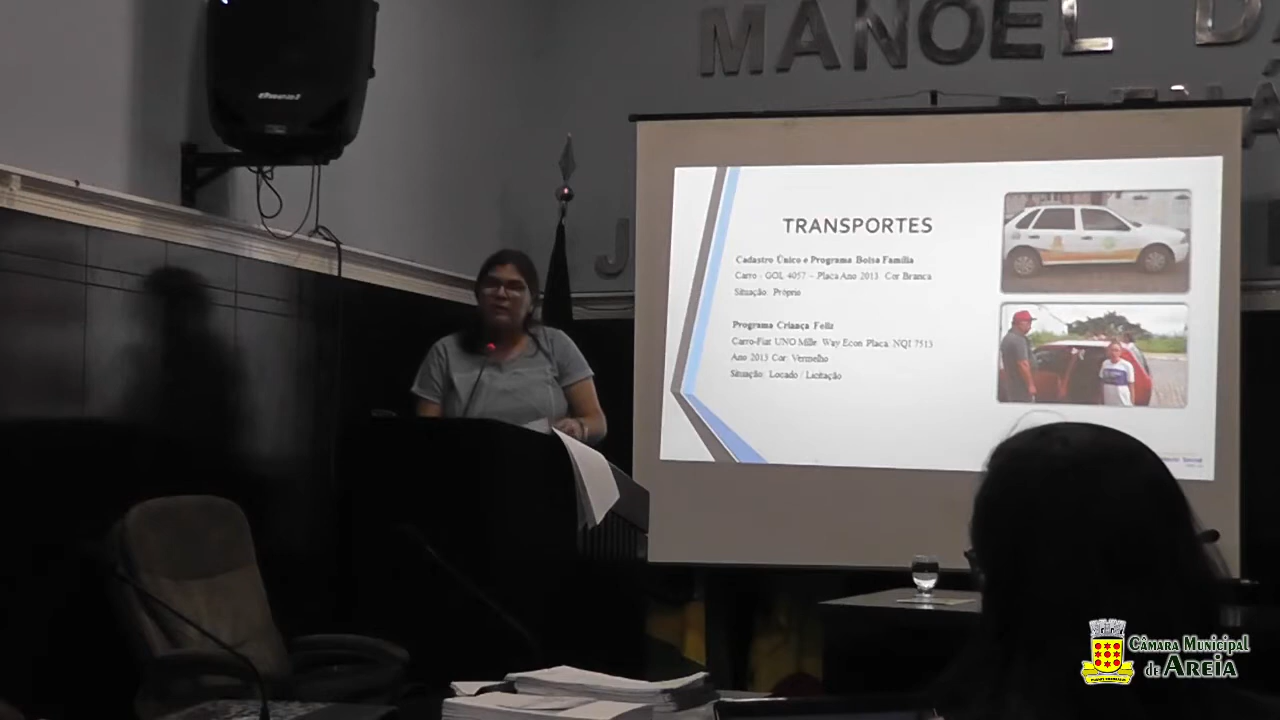 MANOEL D
TRANSPORTES
Cadastro Único e Programa Bolsa Família
Carro - GOL 4057 – Placa Ano 2013 Cor Branca
Situação: Próprio
Programa Criança Feliz
Carro-Fiat UNO Mille Way Econ Placa: NQI 7513
Ano 2013 Cor: Vermelho
Situação: Locado / Licitação
CÂMARA MUNICIPAL
DE AREIA